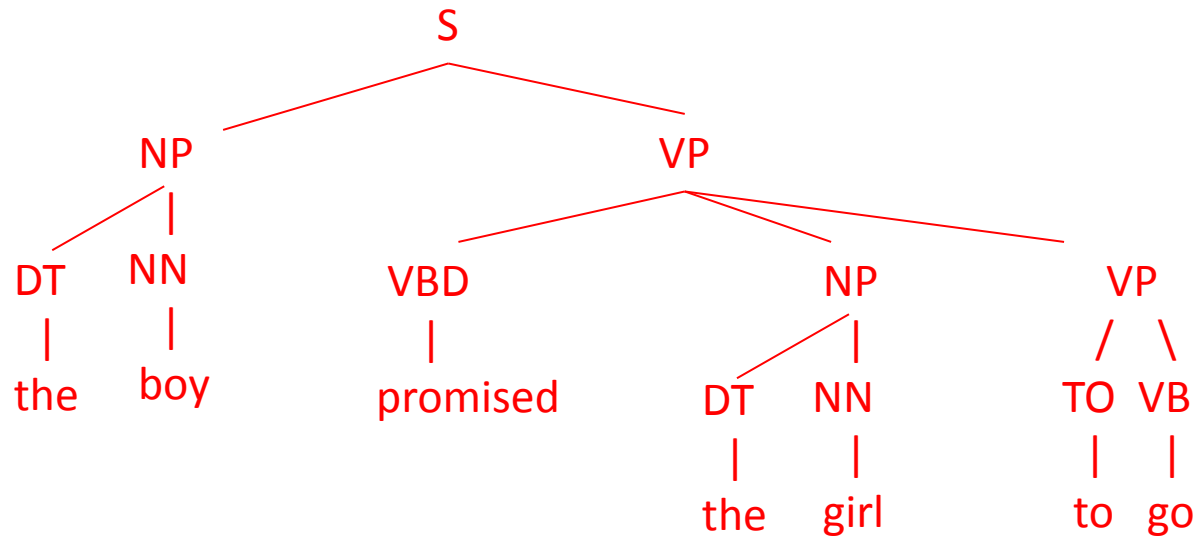 S
NP VP
DT NN VBD NP VP
the boy promised DT NN TO VB
the girl to go